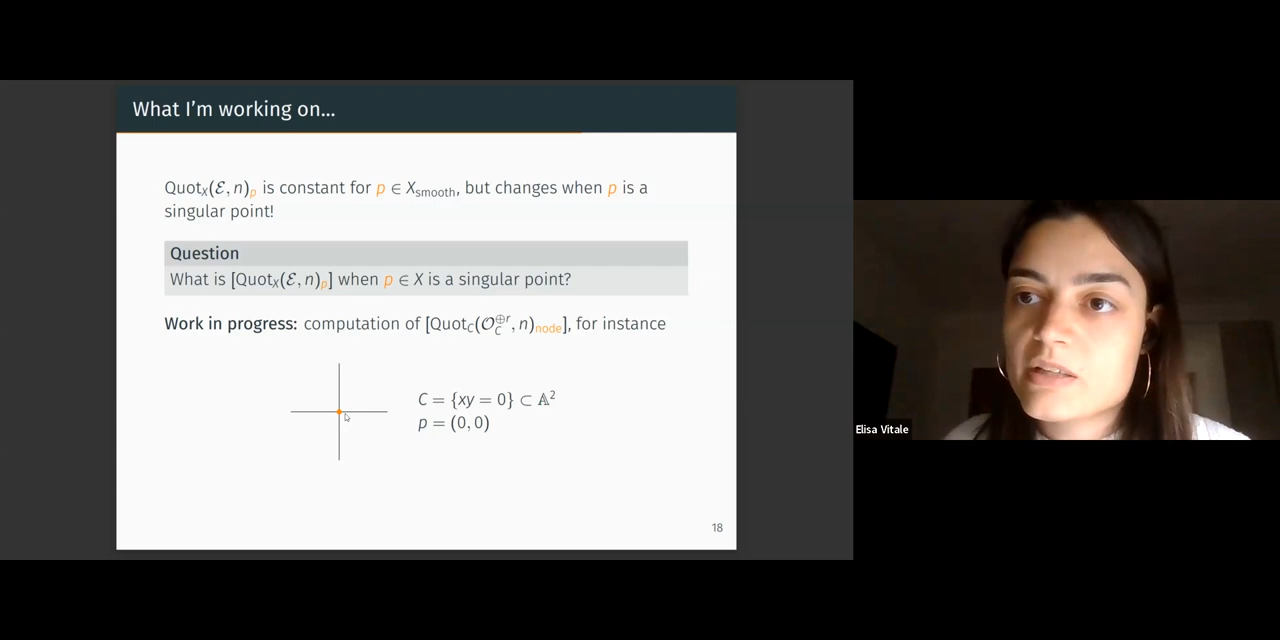 What I'm working on...
Quot_X(ℰ, n)_p is constant for p ∈ X_smooth, but changes when p is a
singular point!
Question
What is [Quot_X(ℰ, n)_p] when p ∈ X is a singular point?
Work in progress: computation of [Quot_C(𝒪_C^{⊕r}, n)_node], for instance
C = {xy = 0} ⊂ 𝔸²
p = (0, 0)
18
Elisa Vitale